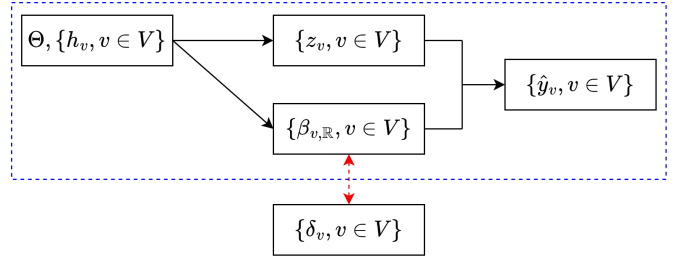 Θ, {h_v, v ∈ V}
{z_v, v ∈ V}
{ŷ_v, v ∈ V}
{β_{v,ℝ}, v ∈ V}
{δ_v, v ∈ V}